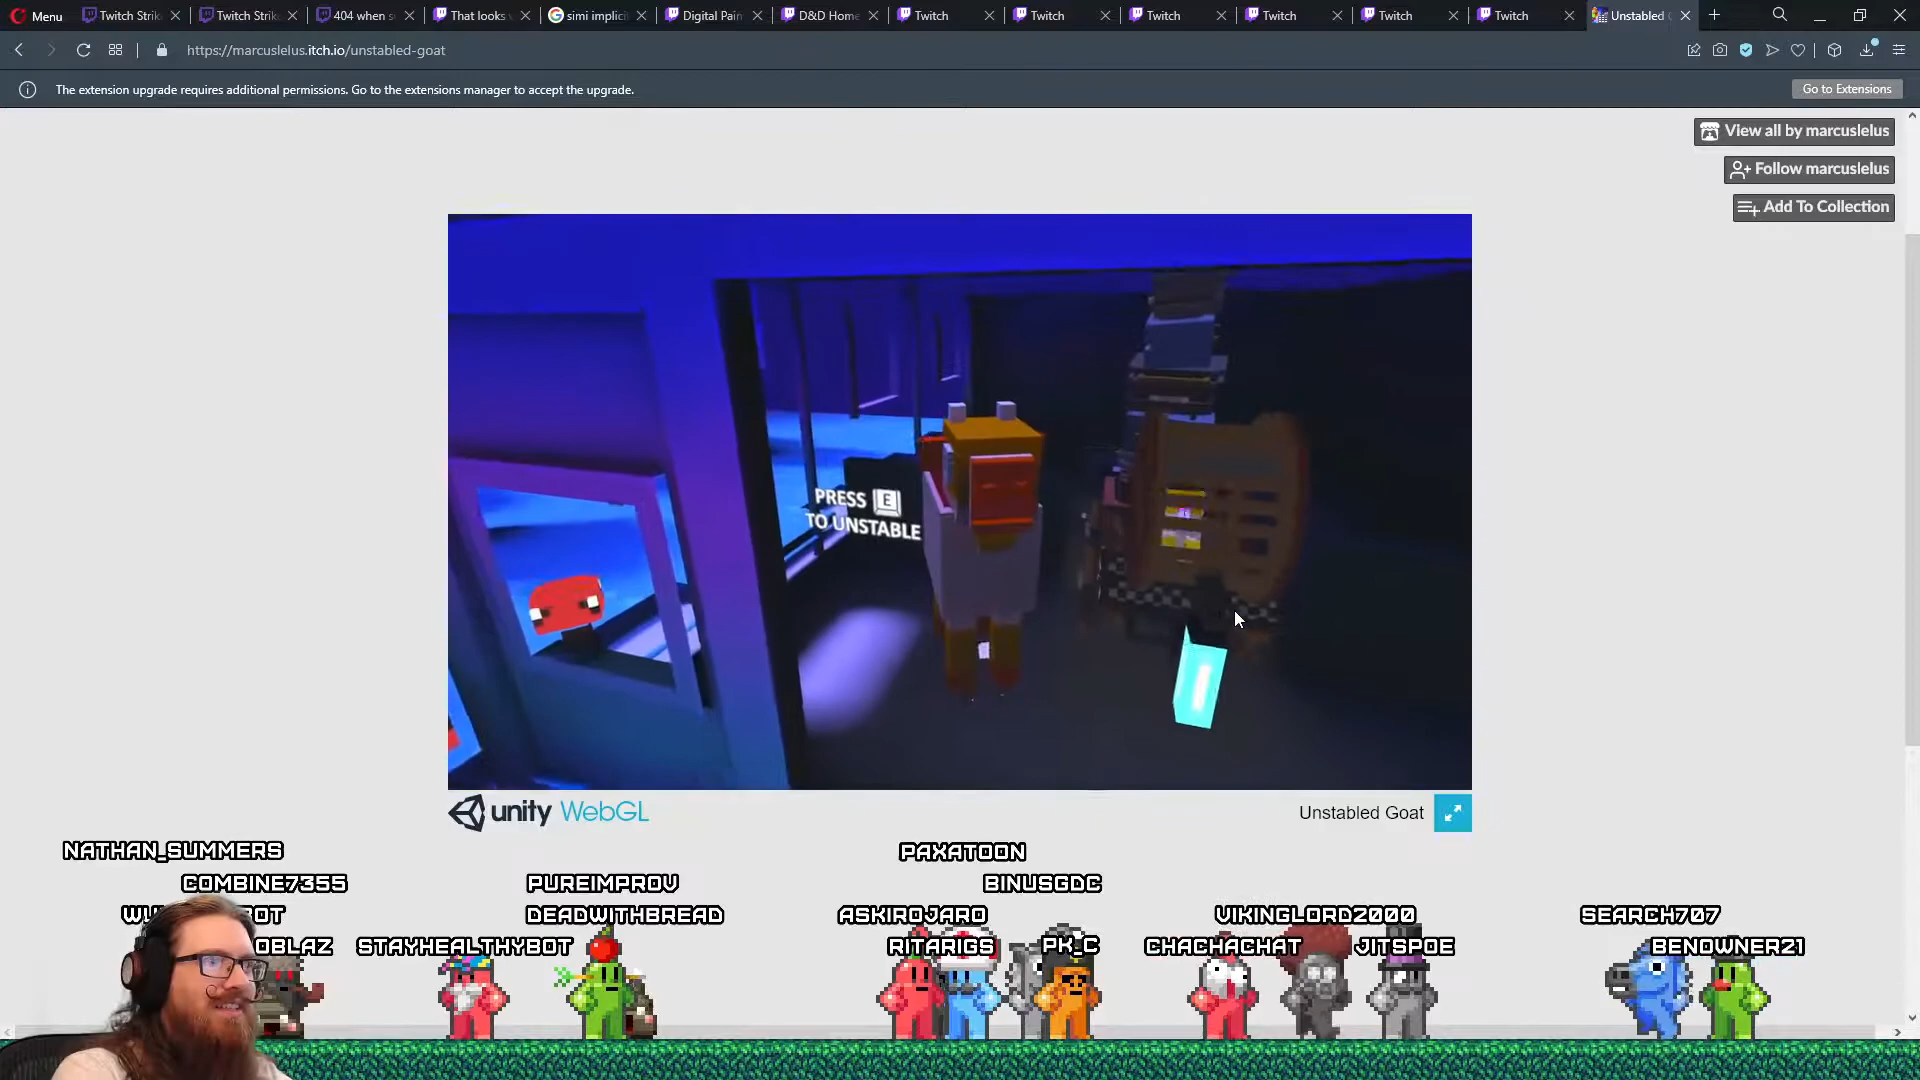 Menu
Twitch Strik
Twitch Strik
404 when s
That looks
simi implici
Digital Pain
D&D Home
Twitch
Twitch
Twitch
Twitch
Twitch
Twitch
Unstabled
https://marcuslelus.itch.io/unstabled-goat
The extension upgrade requires additional permissions. Go to the extensions manager to accept the upgrade.
Go to Extensions
View all by marcuslelus
Follow marcuslelus
Add To Collection
PRESS E
TO UNSTABLE
unity WebGL
Unstabled Goat
NATHAN_SUMMERS
PAXATOON
COMBINE7355
PUREIMPROV
BINUSGDC
DEADWITHBREAD
ASKIROJARO
VIKINGLORD2000
SEARCH707
STAYHEALTHYBOT
RITARIGS
PK_C
CHACHACHAT
JITSPOE
BENOWNER21